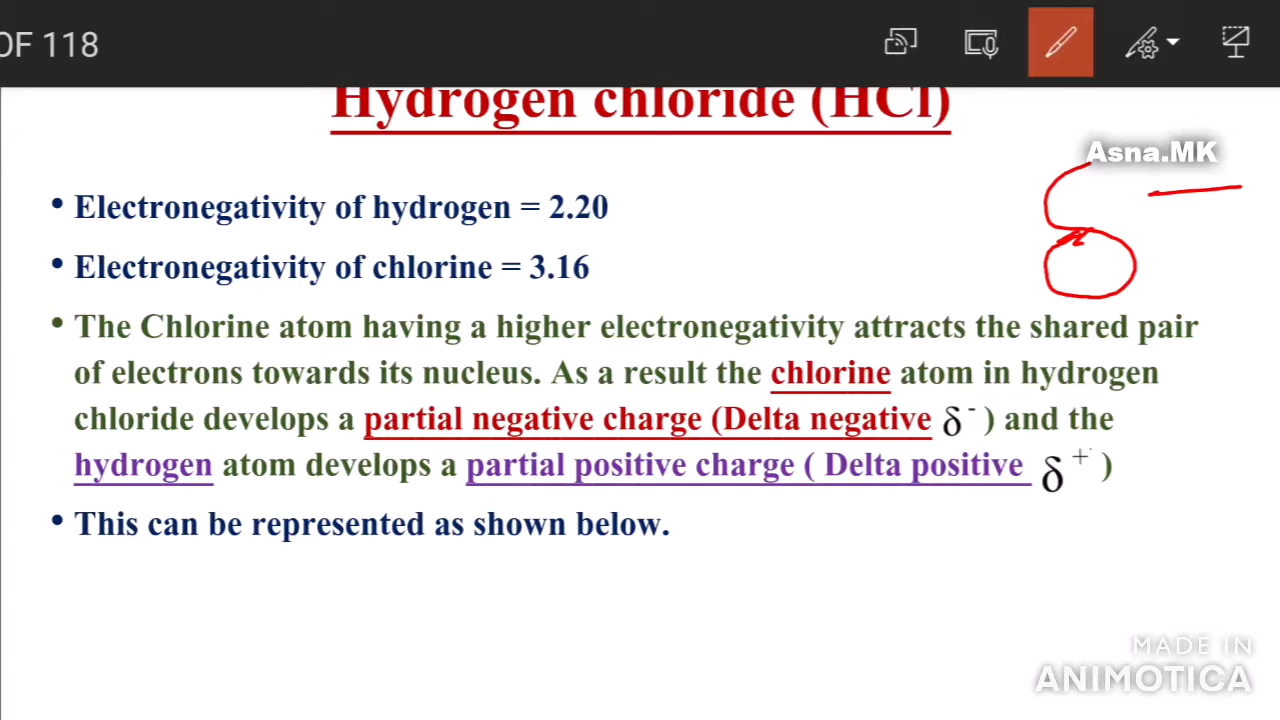 OF 118
Hydrogen chloride (HCl)
Asna.MK
δ -
• Electronegativity of hydrogen = 2.20
• Electronegativity of chlorine = 3.16
• The Chlorine atom having a higher electronegativity attracts the shared pair
of electrons towards its nucleus. As a result the chlorine atom in hydrogen
chloride develops a partial negative charge (Delta negative δ - ) and the
hydrogen atom develops a partial positive charge ( Delta positive δ + )
• This can be represented as shown below.
MADE IN
ANIMOTICA